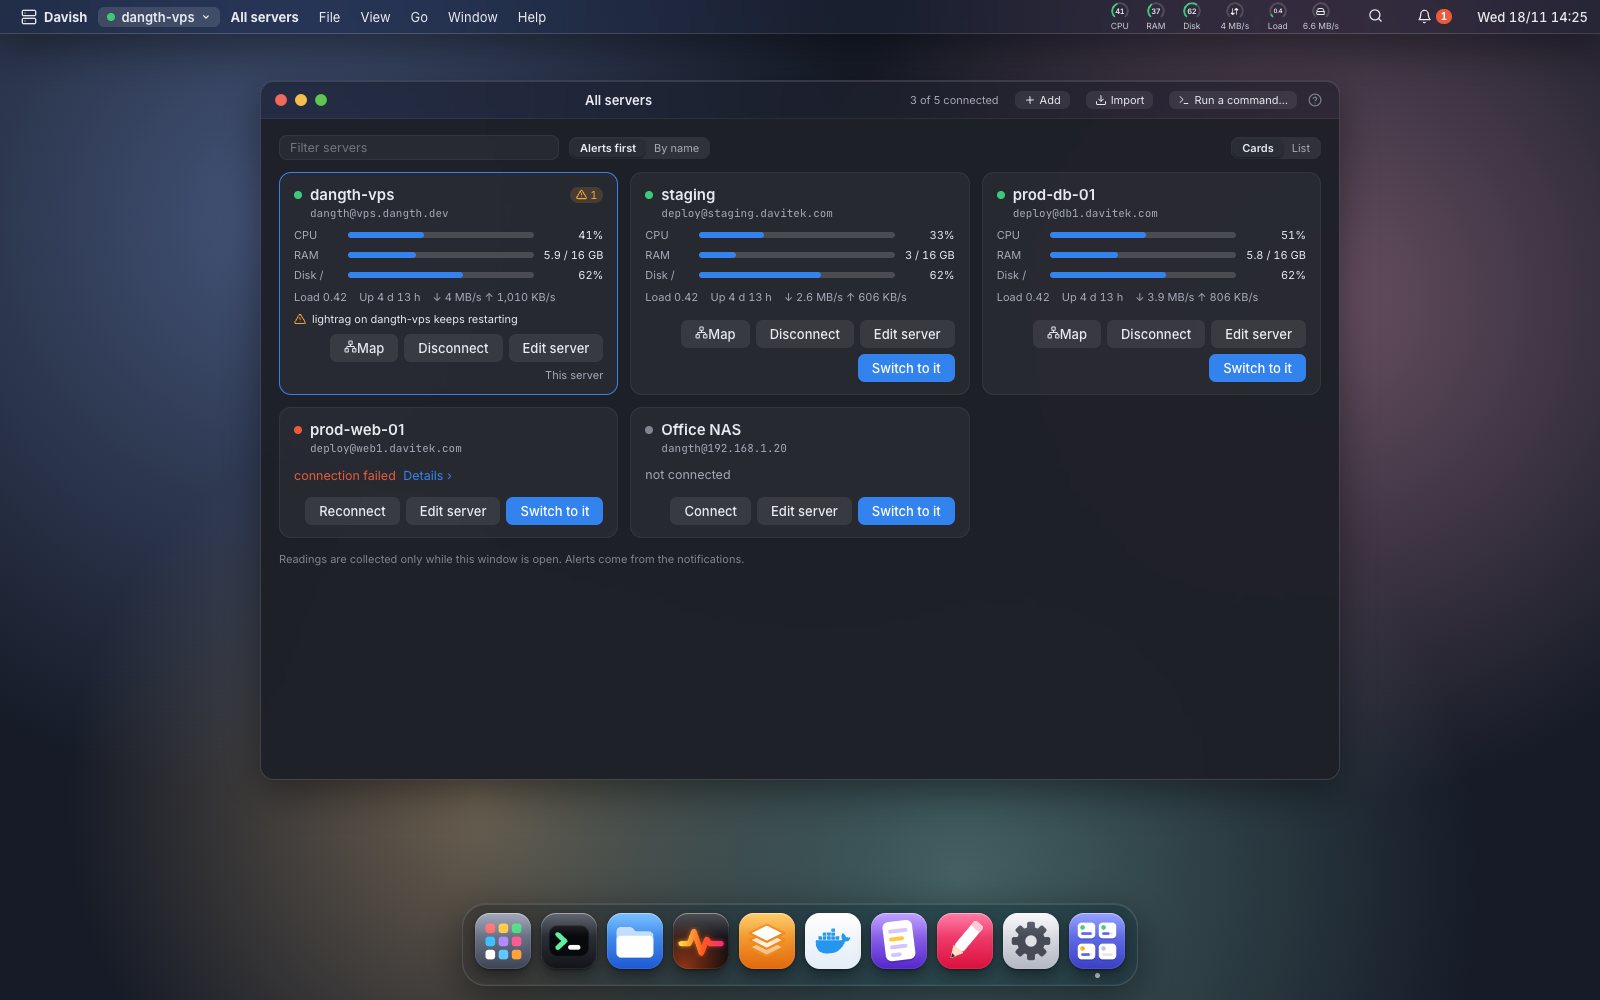 Davish dangth-vps All servers File View Go Window Help 41 CPU 37 RAM 62 Disk 4 MB/s 0.4 Load 6.6 MB/s 1 Wed 18/11 14:25
All servers 3 of 5 connected Add Import Run a command...
Filter servers Alerts first By name Cards List
dangth-vps 1
dangth@vps.dangth.dev
CPU 41%
RAM 5.9 / 16 GB
Disk / 62%
Load 0.42 Up 4 d 13 h ↓ 4 MB/s ↑ 1,010 KB/s
lightrag on dangth-vps keeps restarting
Map Disconnect Edit server
This server
staging
deploy@staging.davitek.com
CPU 33%
RAM 3 / 16 GB
Disk / 62%
Load 0.42 Up 4 d 13 h ↓ 2.6 MB/s ↑ 606 KB/s
Map Disconnect Edit server
Switch to it
prod-db-01
deploy@db1.davitek.com
CPU 51%
RAM 5.8 / 16 GB
Disk / 62%
Load 0.42 Up 4 d 13 h ↓ 3.9 MB/s ↑ 806 KB/s
Map Disconnect Edit server
Switch to it
prod-web-01
deploy@web1.davitek.com
connection failed Details ›
Reconnect Edit server Switch to it
Office NAS
dangth@192.168.1.20
not connected
Connect Edit server Switch to it
Readings are collected only while this window is open. Alerts come from the notifications.